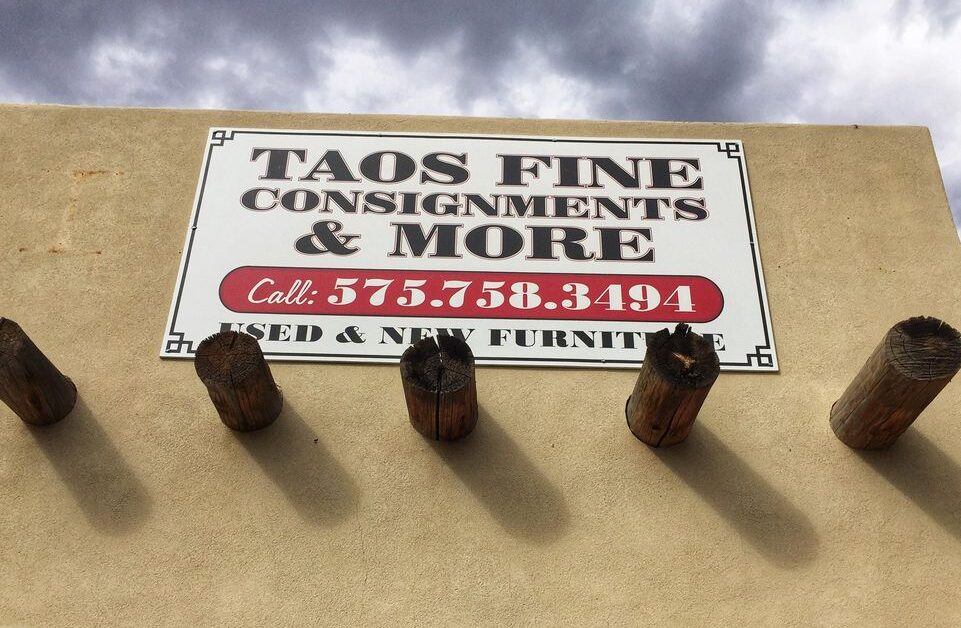 TAOS FINE
CONSIGNMENTS
& MORE
Call: 575.758.3494
USED & NEW FURNITURE